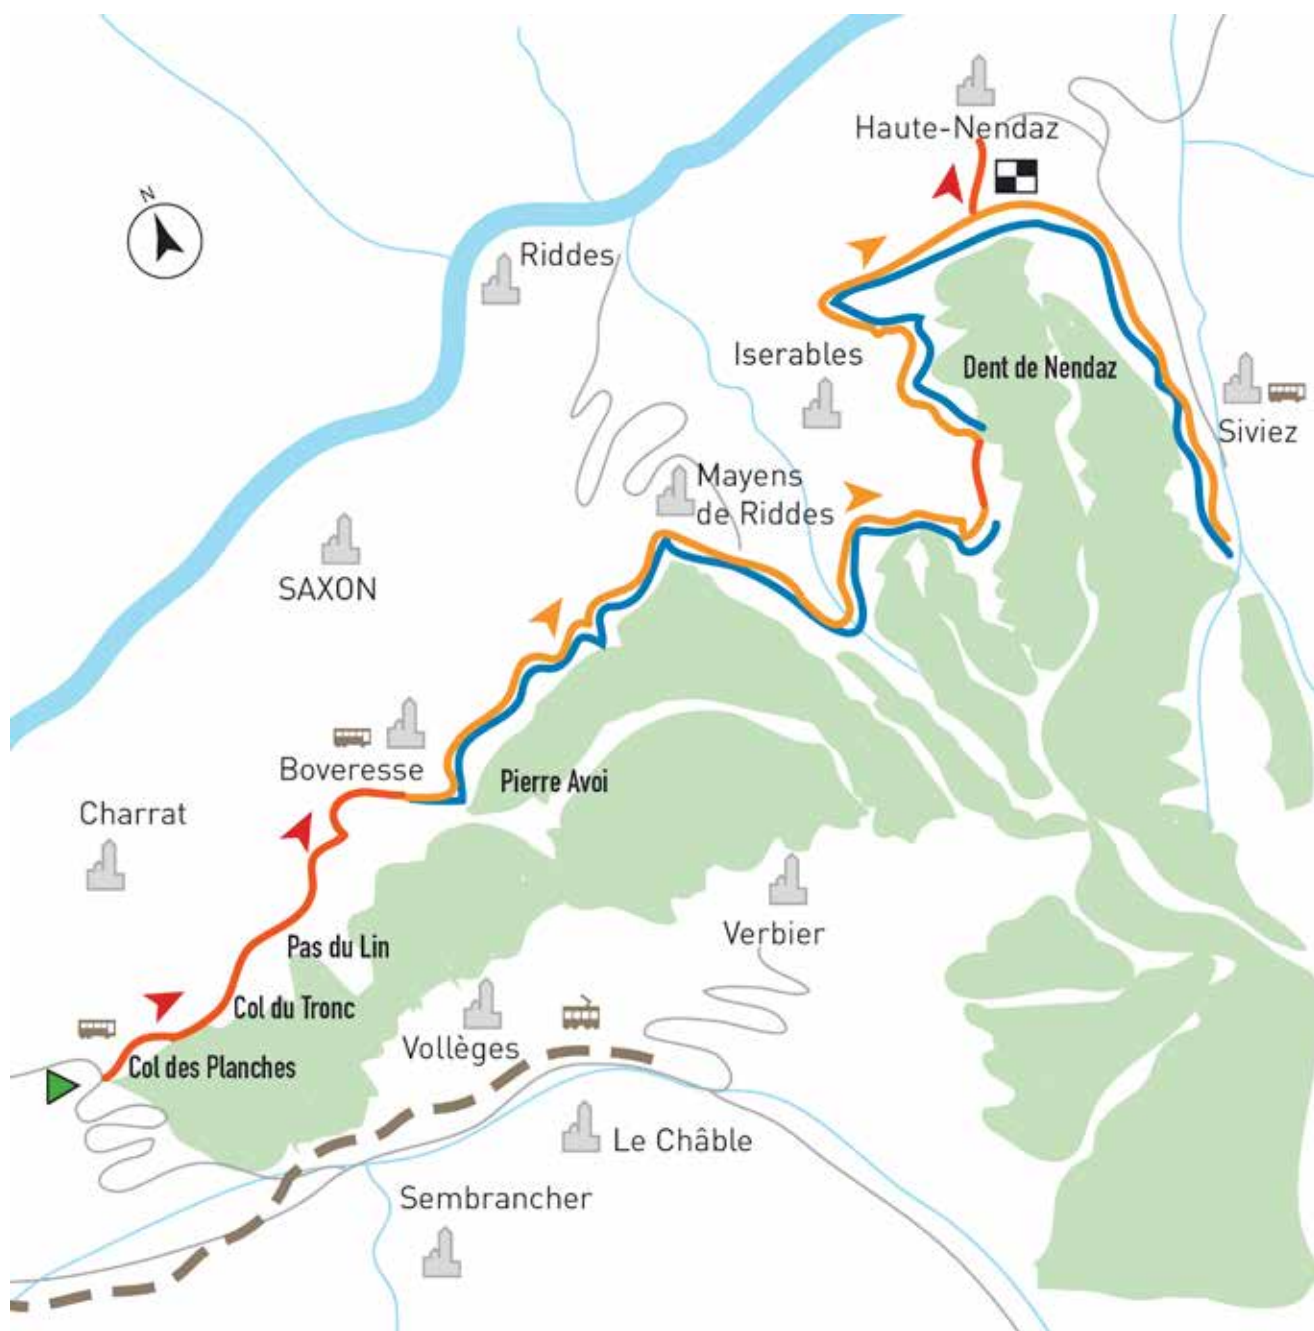 Haute-Nendaz
N
Riddes
Iserables
Dent de Nendaz
Siviez
Mayens
de Riddes
SAXON
Boveresse
Pierre Avoi
Charrat
Verbier
Pas du Lin
Col du Tronc
Vollèges
Col des Planches
Le Châble
Sembrancher